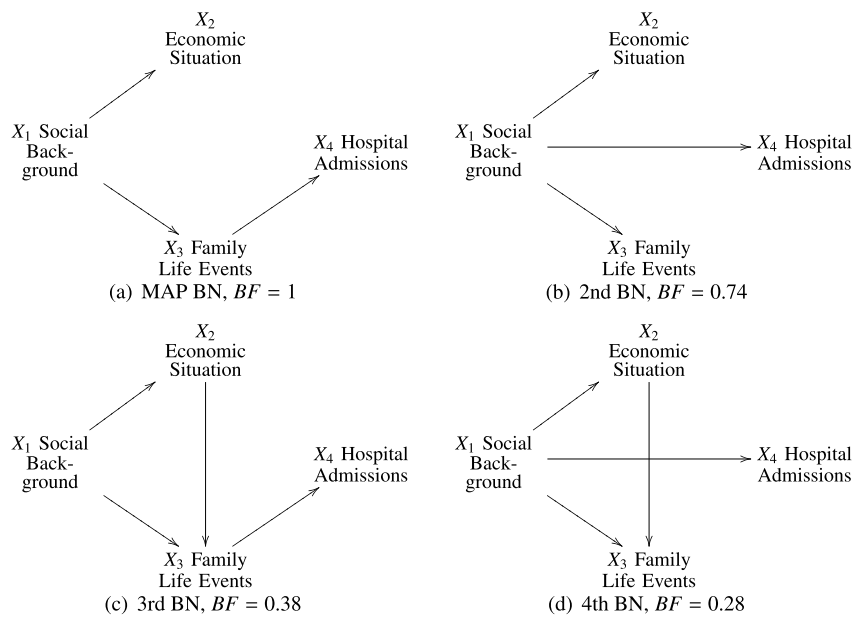 X₂
Economic
Situation
X₁ Social
Back-
ground
X₄ Hospital
Admissions
X₃ Family
Life Events
(a) MAP BN, BF = 1
X₂
Economic
Situation
X₁ Social
Back-
ground
X₄ Hospital
Admissions
X₃ Family
Life Events
(b) 2nd BN, BF = 0.74
X₂
Economic
Situation
X₁ Social
Back-
ground
X₄ Hospital
Admissions
X₃ Family
Life Events
(c) 3rd BN, BF = 0.38
X₂
Economic
Situation
X₁ Social
Back-
ground
X₄ Hospital
Admissions
X₃ Family
Life Events
(d) 4th BN, BF = 0.28